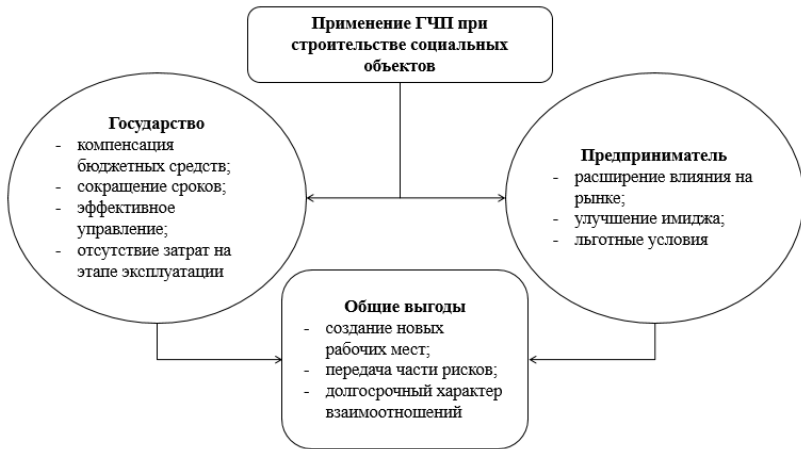 Применение ГЧП при
строительстве социальных
объектов
Государство
- компенсация
бюджетных средств;
- сокращение сроков;
- эффективное
управление;
- отсутствие затрат на
этапе эксплуатации
Предприниматель
- расширение влияния на
рынке;
- улучшение имиджа;
- льготные условия
Общие выгоды
- создание новых
рабочих мест;
- передача части рисков;
- долгосрочный характер
взаимоотношений